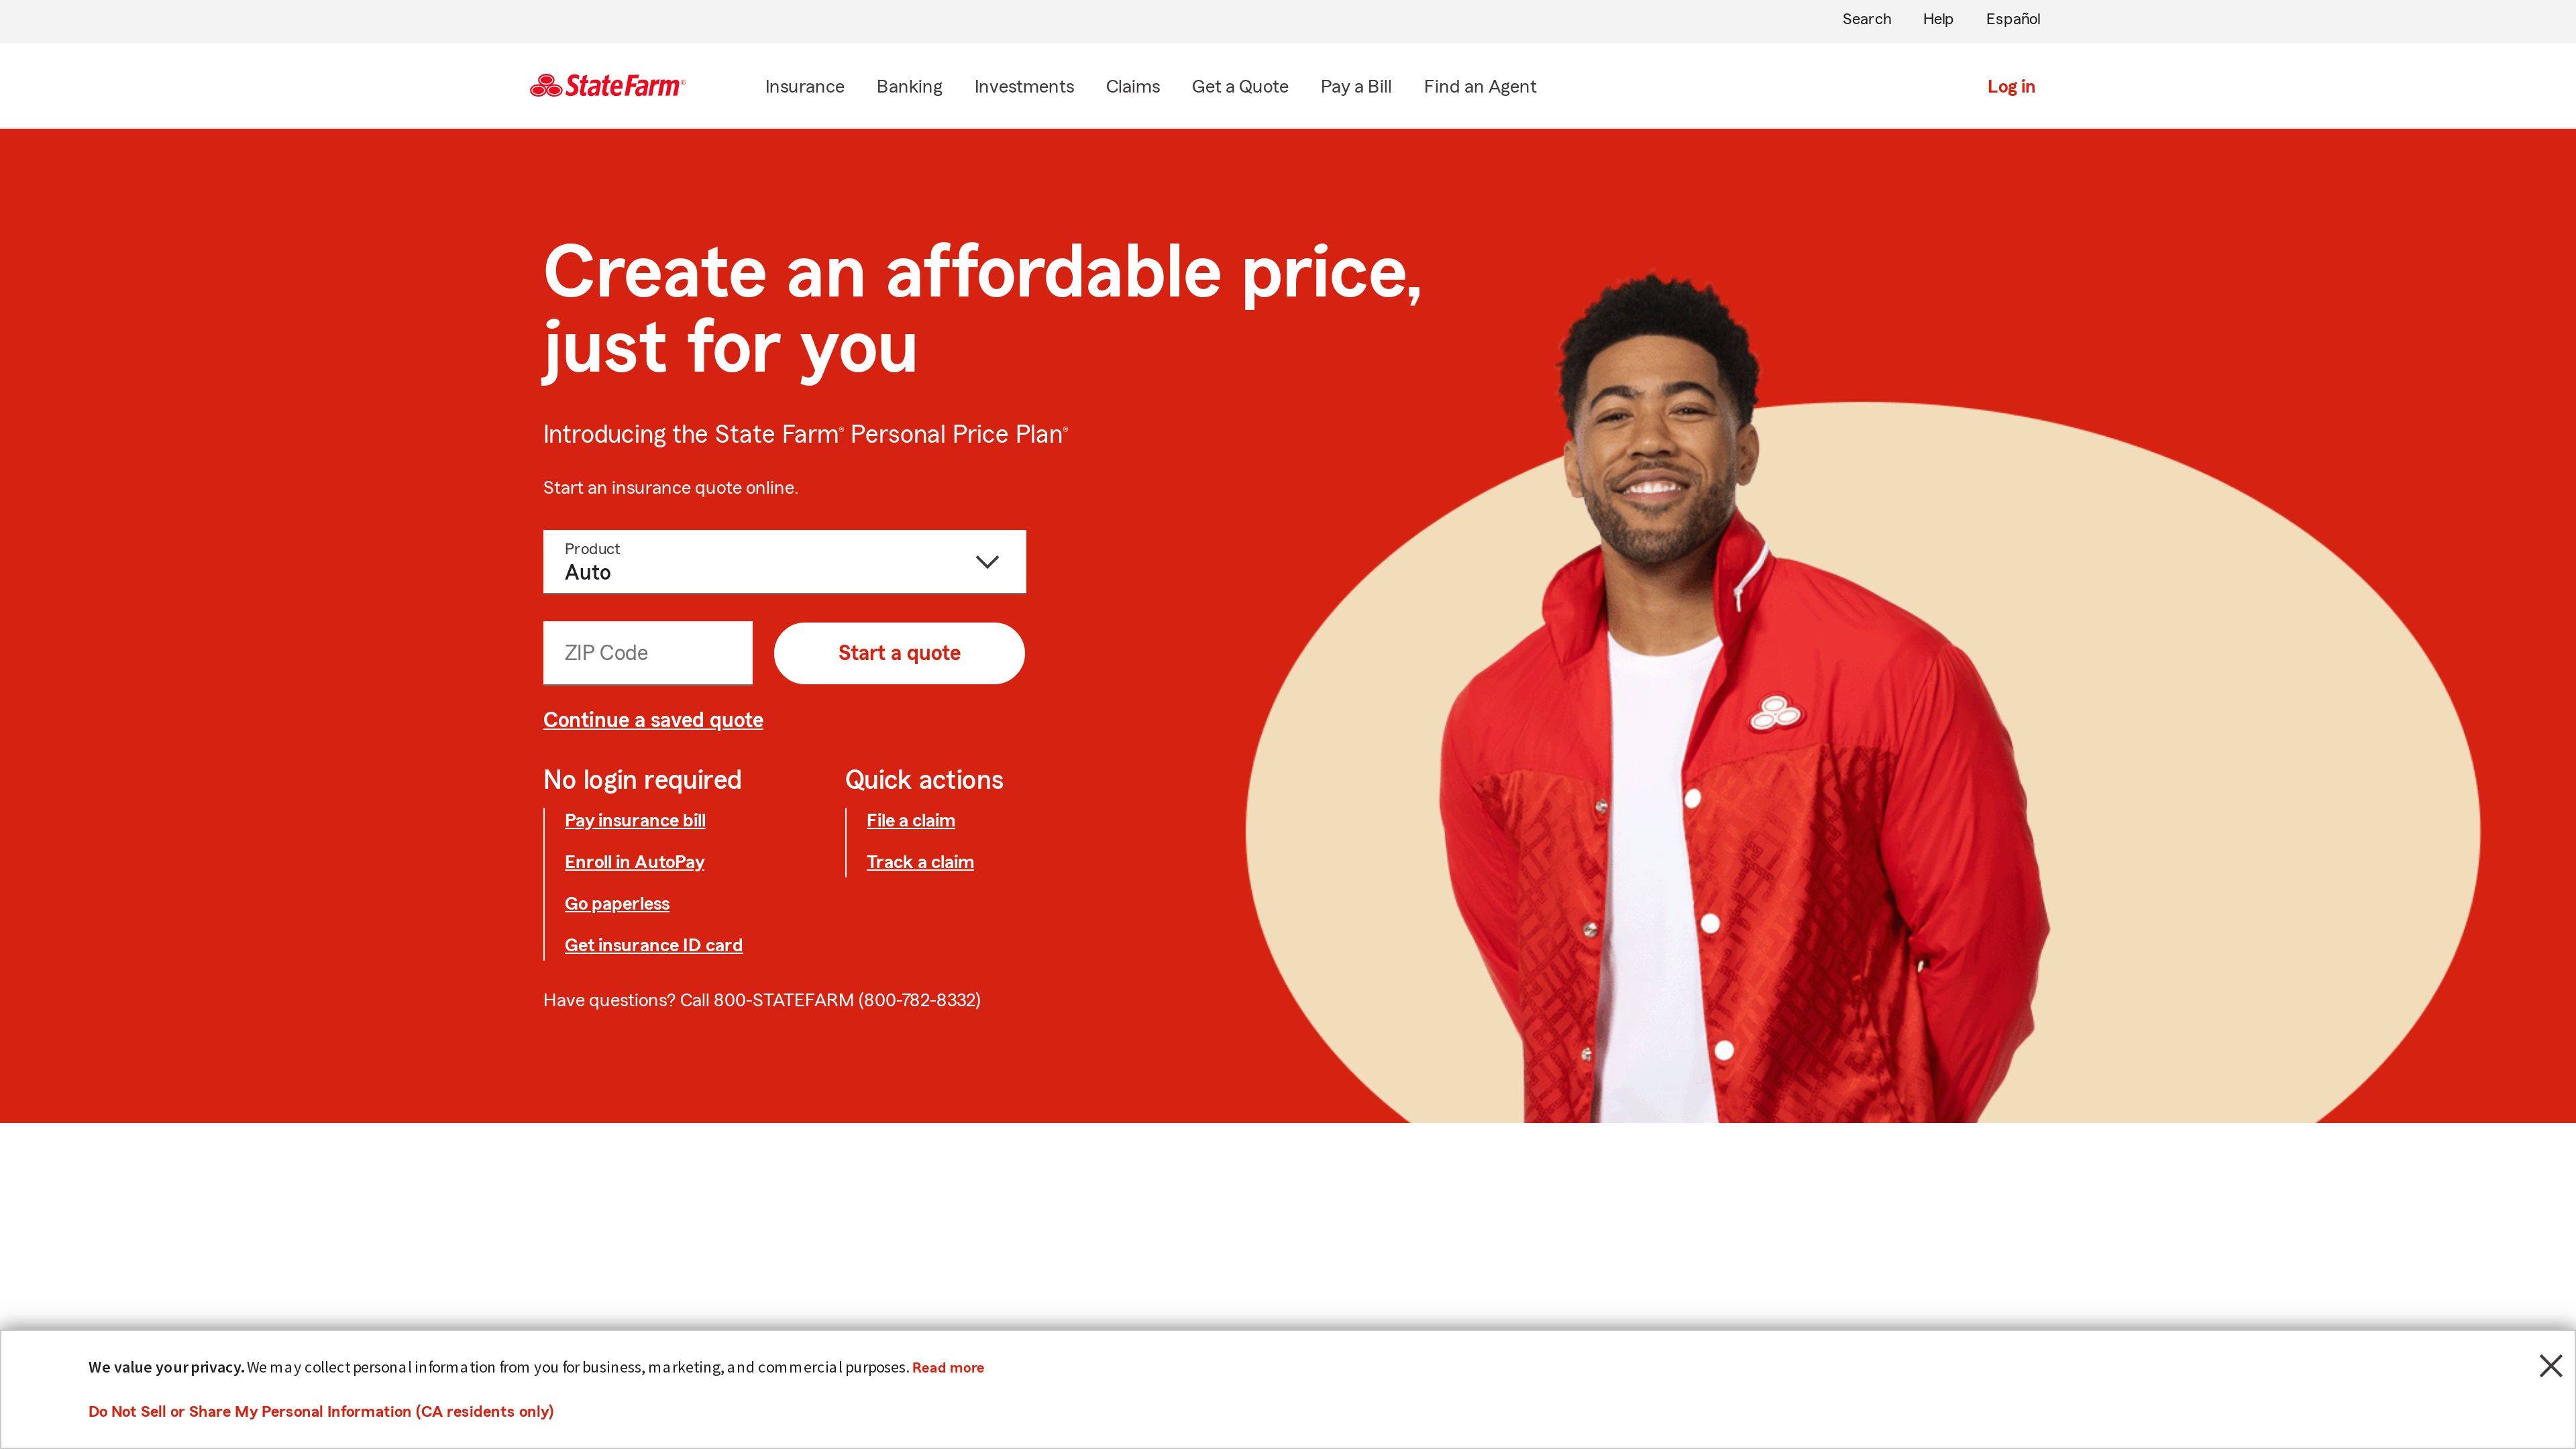 Search Help Español
StateFarm®
Insurance Banking Investments Claims Get a Quote Pay a Bill Find an Agent Log in
Create an affordable price,
just for you
Introducing the State Farm® Personal Price Plan®
Start an insurance quote online.
Product
Auto
ZIP Code
Start a quote
Continue a saved quote
No login required
Pay insurance bill
Enroll in AutoPay
Go paperless
Get insurance ID card
Quick actions
File a claim
Track a claim
Have questions? Call 800-STATEFARM (800-782-8332)
We value your privacy. We may collect personal information from you for business, marketing, and commercial purposes. Read more
Do Not Sell or Share My Personal Information (CA residents only)